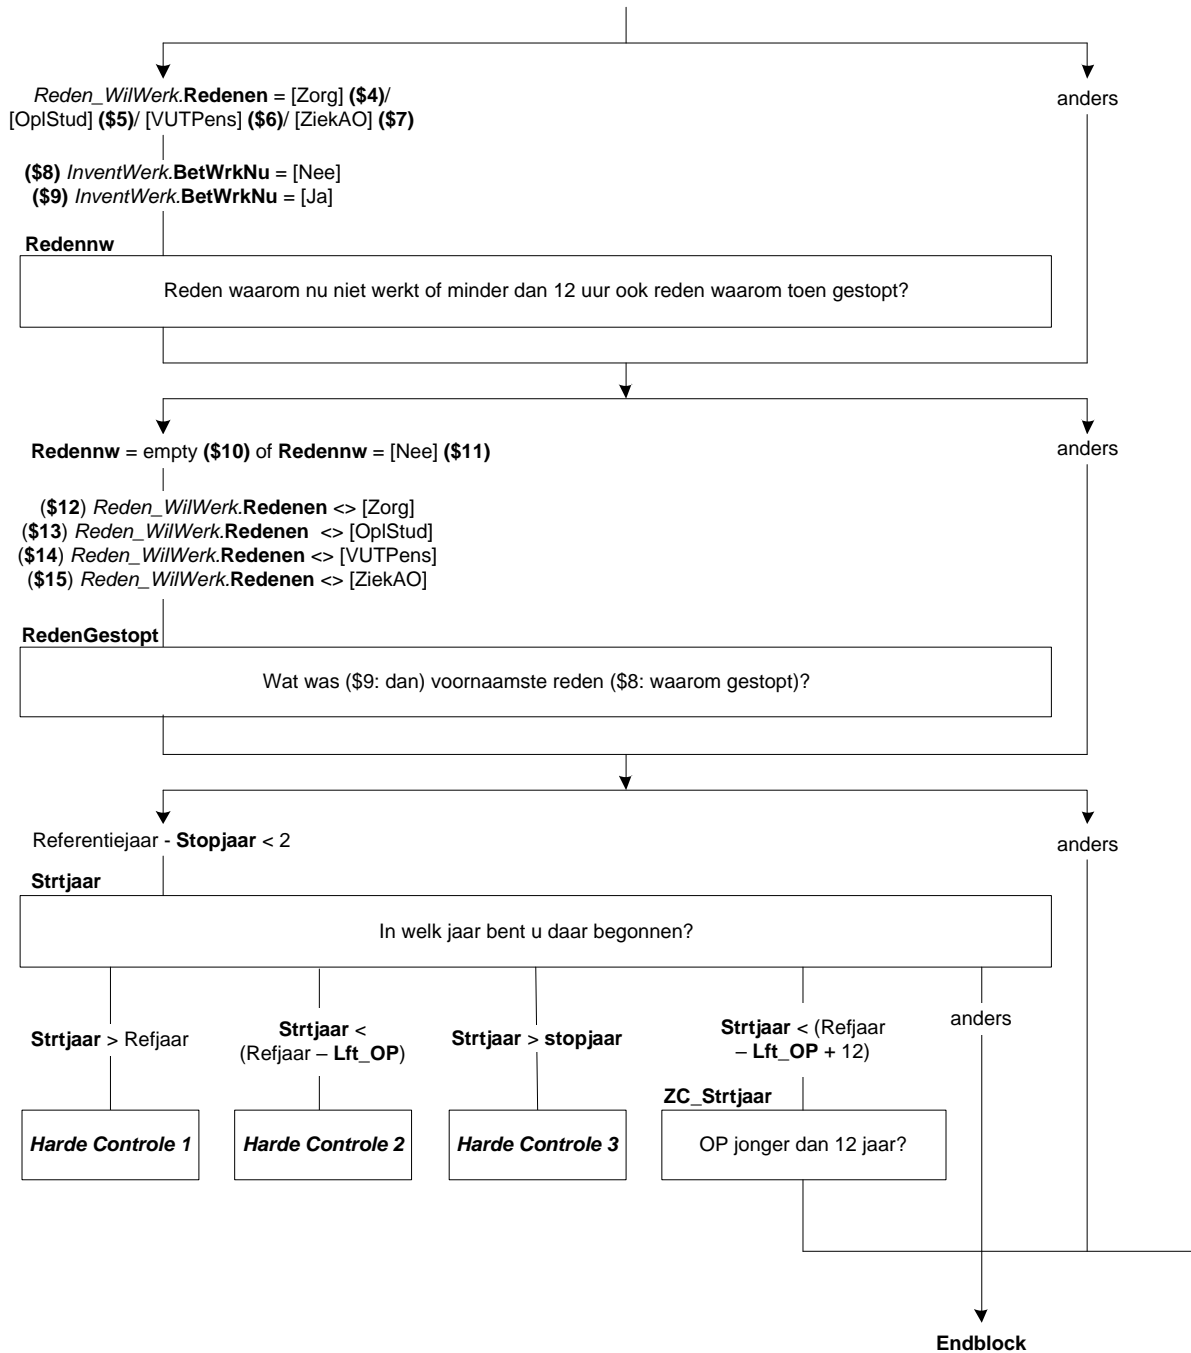 Reden_WilWerk.Redenen = [Zorg] ($4)/
[OplStud] ($5)/ [VUTPens] ($6)/ [ZiekAO] ($7)
anders
($8) InventWerk.BetWrkNu = [Nee]
($9) InventWerk.BetWrkNu = [Ja]
Redennw
Reden waarom nu niet werkt of minder dan 12 uur ook reden waarom toen gestopt?
Redennw = empty ($10) of Redennw = [Nee] ($11)
anders
($12) Reden_WilWerk.Redenen <> [Zorg]
($13) Reden_WilWerk.Redenen <> [OplStud]
($14) Reden_WilWerk.Redenen <> [VUTPens]
($15) Reden_WilWerk.Redenen <> [ZiekAO]
RedenGestopt
Wat was ($9: dan) voornaamste reden ($8: waarom gestopt)?
Referentiejaar - Stopjaar < 2
anders
Strtjaar
In welk jaar bent u daar begonnen?
Strtjaar > Refjaar
Strtjaar <
(Refjaar – Lft_OP)
Strtjaar > stopjaar
Strtjaar < (Refjaar
– Lft_OP + 12)
anders
ZC_Strtjaar
Harde Controle 1
Harde Controle 2
Harde Controle 3
OP jonger dan 12 jaar?
Endblock